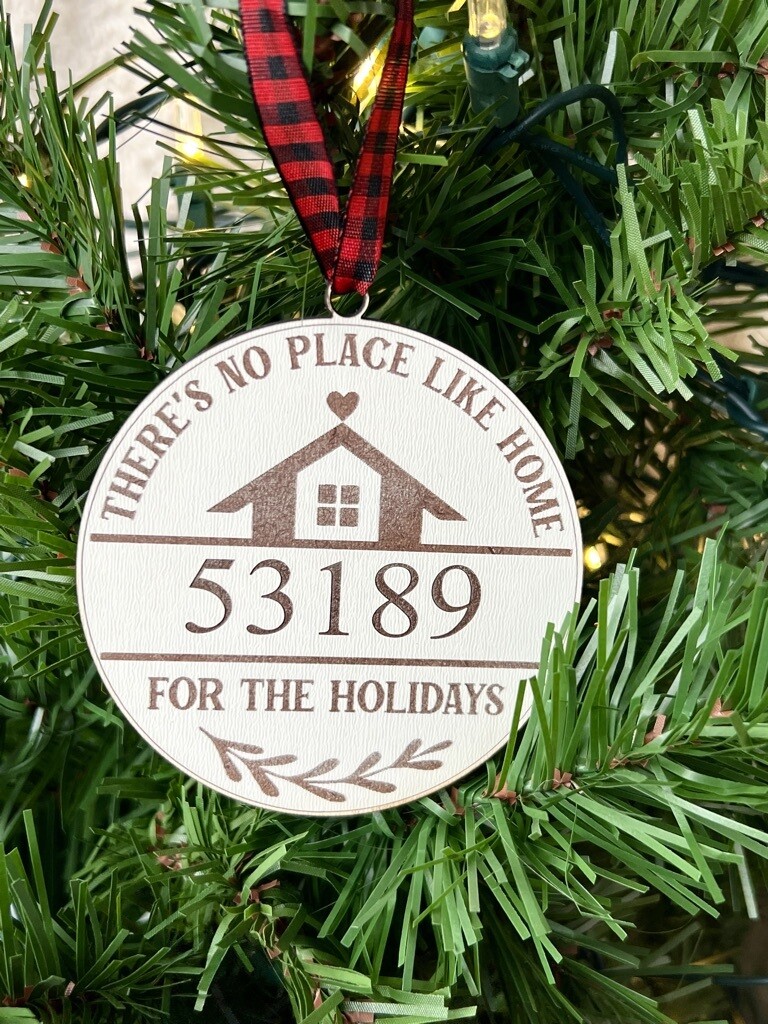 THERE'S NO PLACE LIKE HOME
53189
FOR THE HOLIDAYS